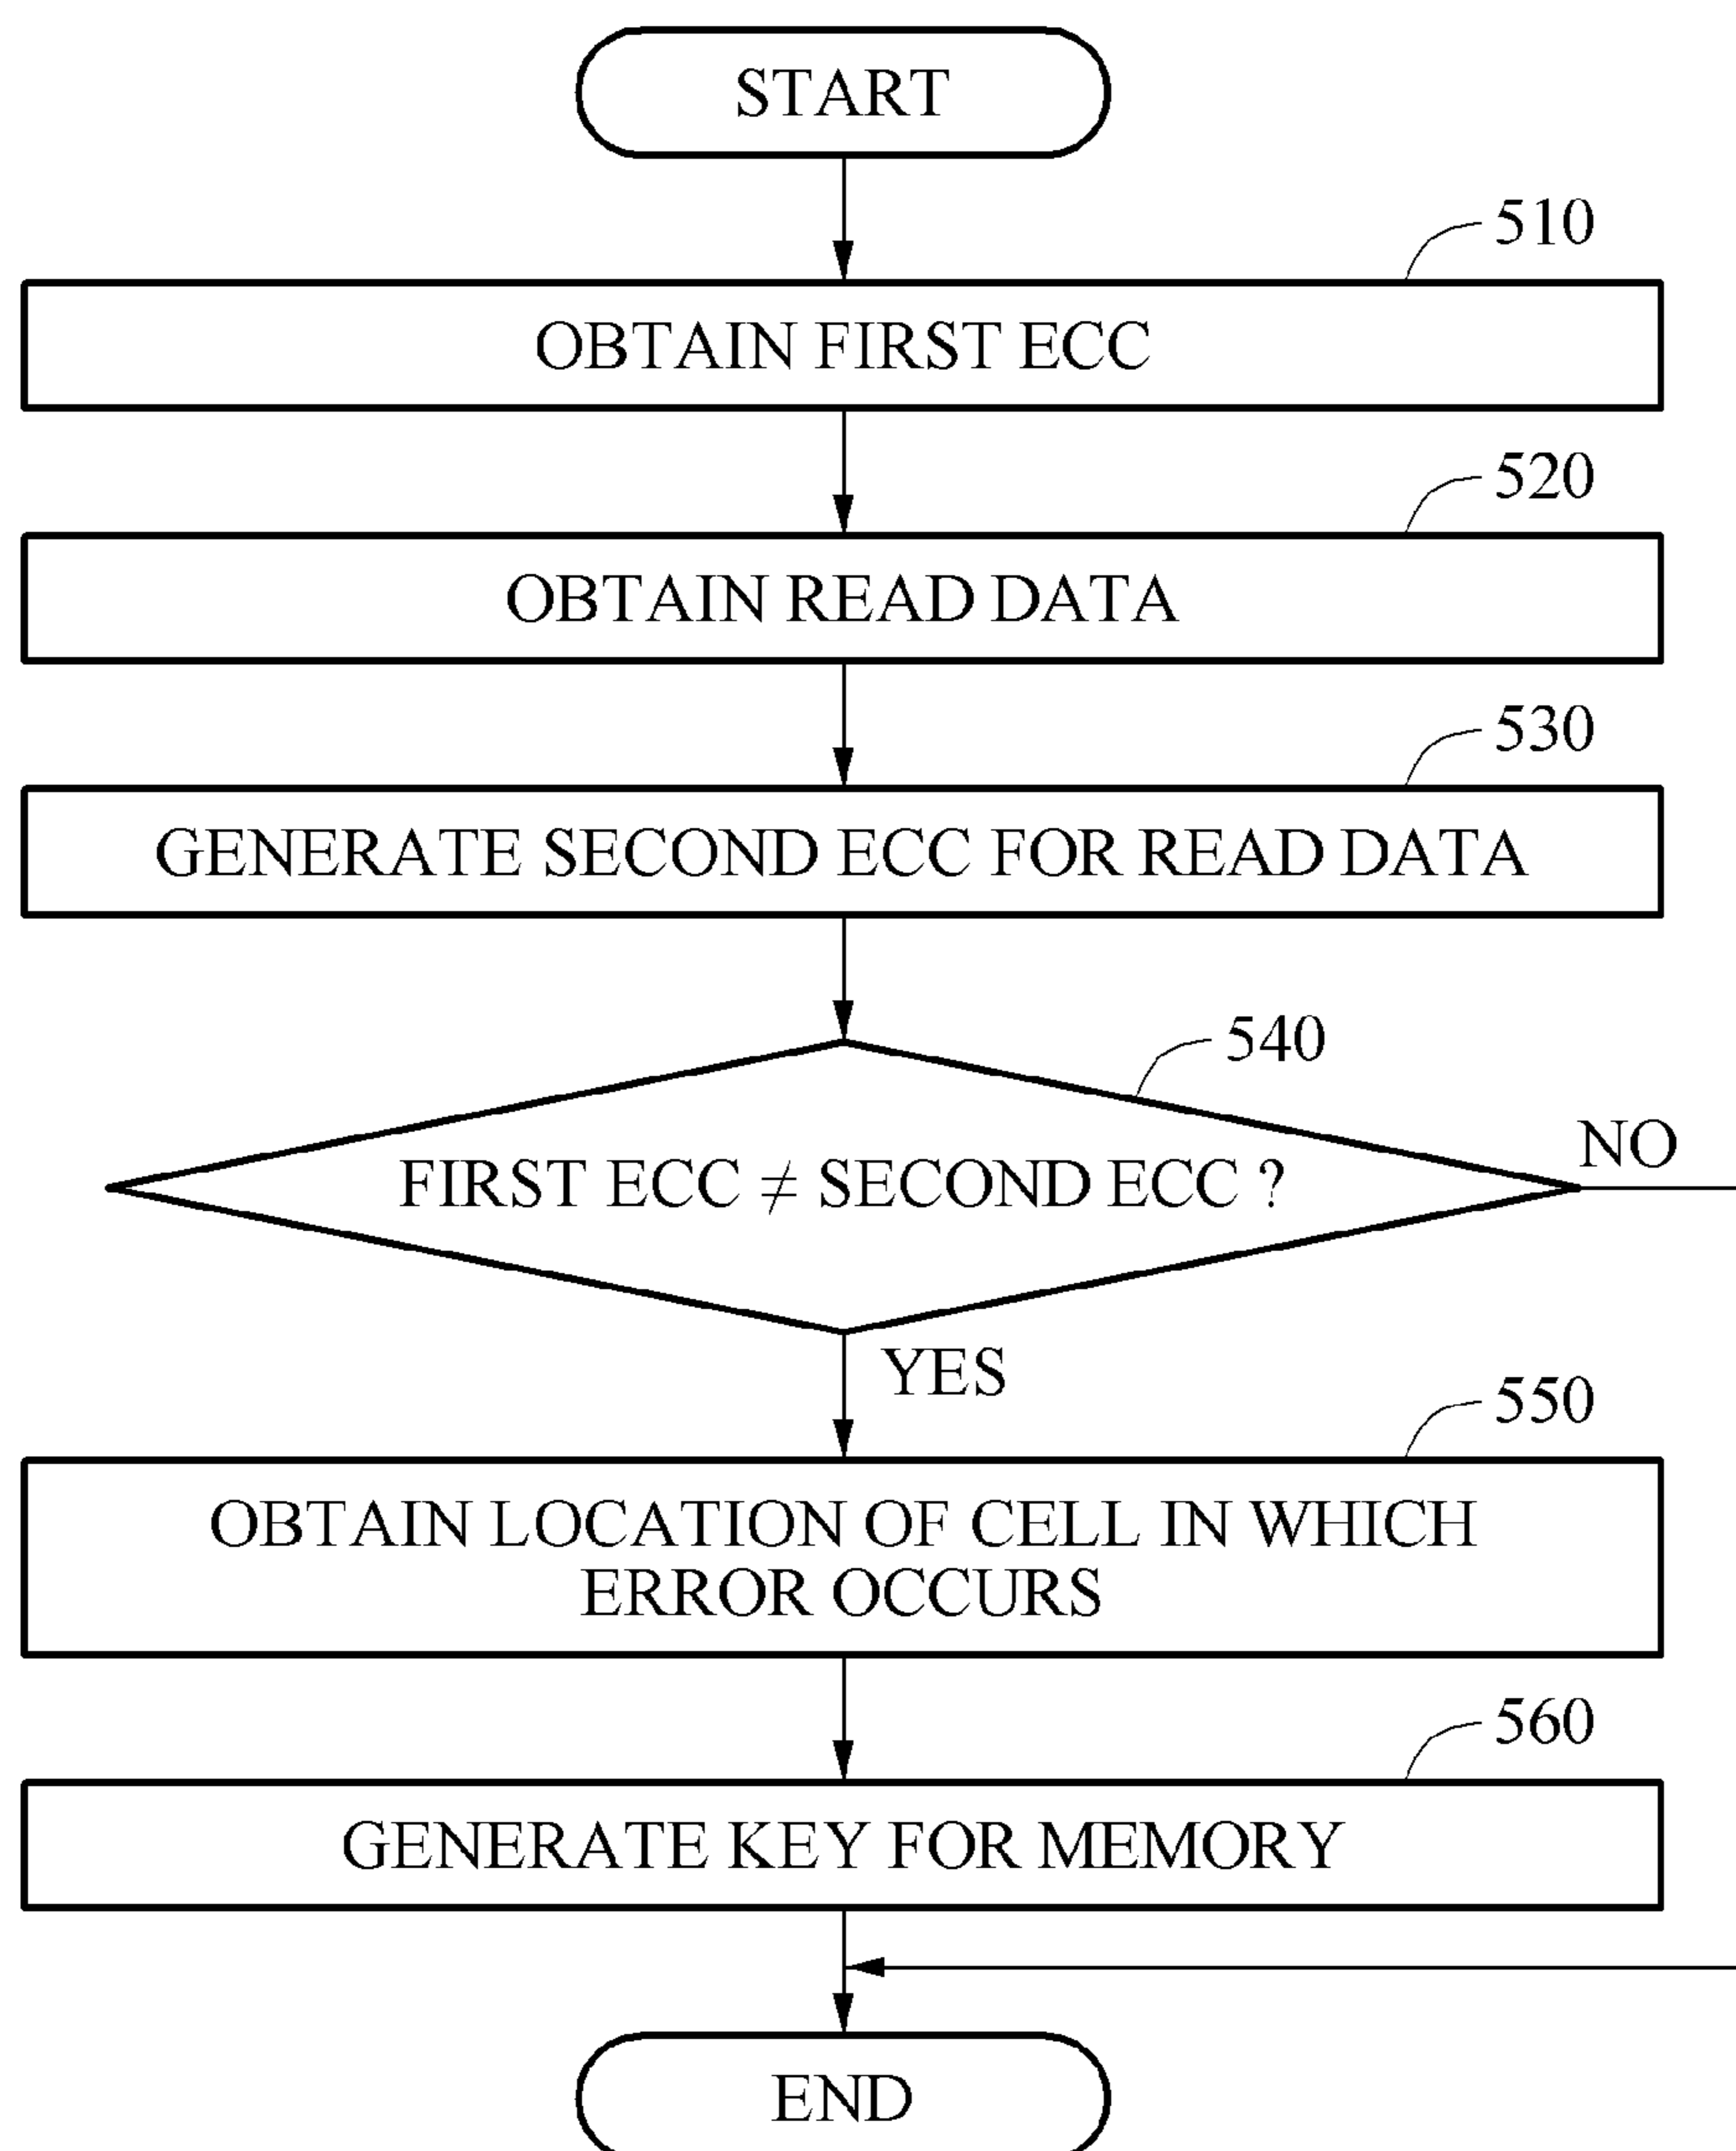 START
510
OBTAIN FIRST ECC
520
OBTAIN READ DATA
530
GENERATE SECOND ECC FOR READ DATA
540
FIRST ECC ≠ SECOND ECC ?
NO
YES
550
OBTAIN LOCATION OF CELL IN WHICH
ERROR OCCURS
560
GENERATE KEY FOR MEMORY
END